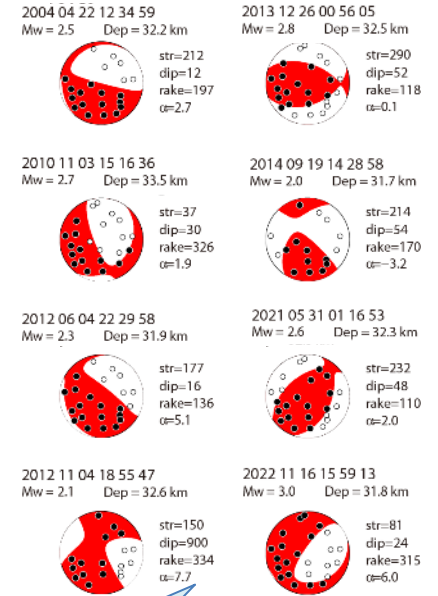 2004 04 22 12 34 59
Mw = 2.5 Dep = 32.2 km
str=212
dip=12
rake=197
α=2.7
2010 11 03 15 16 36
Mw = 2.7 Dep = 33.5 km
str=37
dip=30
rake=326
α=1.9
2012 06 04 22 29 58
Mw = 2.3 Dep = 31.9 km
str=177
dip=16
rake=136
α=5.1
2012 11 04 18 55 47
Mw = 2.1 Dep = 32.6 km
str=150
dip=900
rake=334
α=7.7
2013 12 26 00 56 05
Mw = 2.8 Dep = 32.5 km
str=290
dip=52
rake=118
α=0.1
2014 09 19 14 28 58
Mw = 2.0 Dep = 31.7 km
str=214
dip=54
rake=170
α=−3.2
2021 05 31 01 16 53
Mw = 2.6 Dep = 32.3 km
str=232
dip=48
rake=110
α=2.0
2022 11 16 15 59 13
Mw = 3.0 Dep = 31.8 km
str=81
dip=24
rake=315
α=6.0